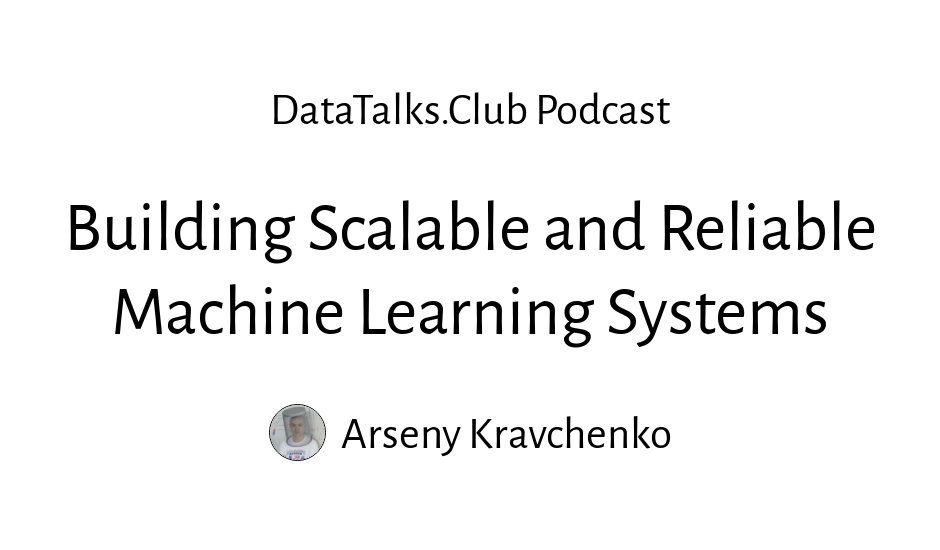 DataTalks.Club Podcast
Building Scalable and Reliable
Machine Learning Systems
Arseny Kravchenko